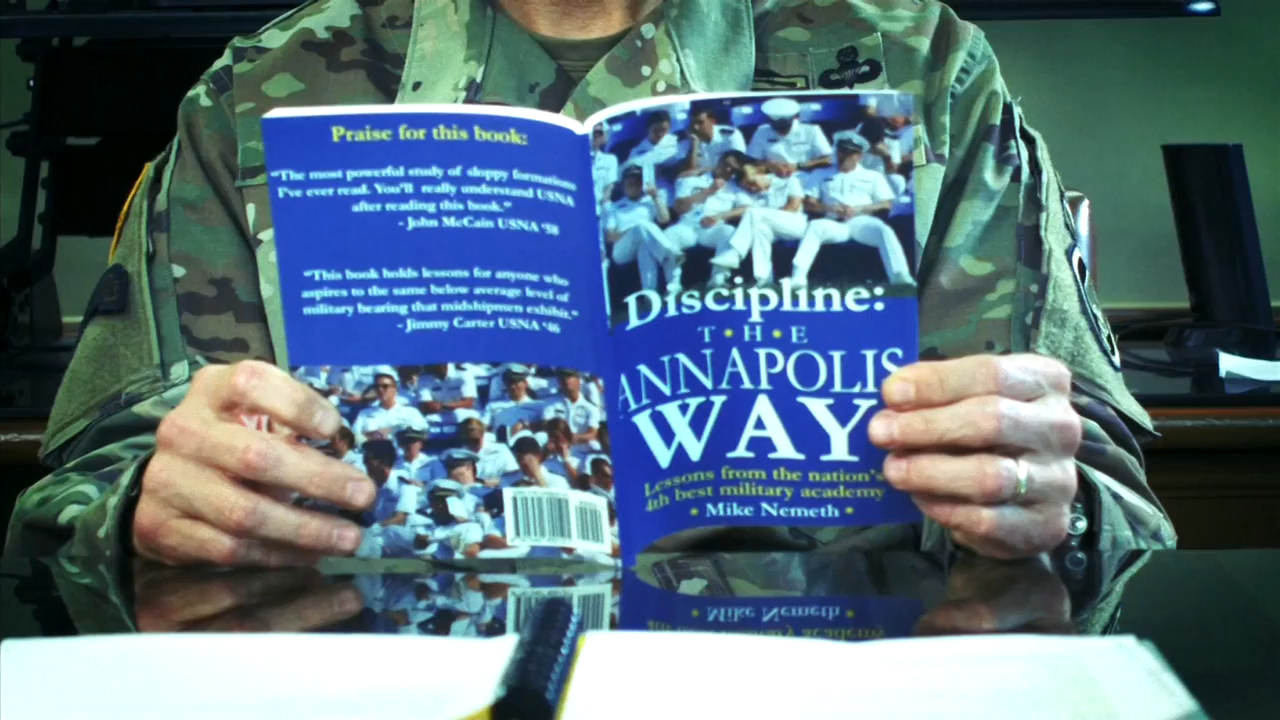 Praise for this book:
“The most powerful study of sloppy formations
I've ever read. You'll really understand USNA
after reading this book.”
- John McCain USNA ‘58
“This book holds lessons for anyone who
aspires to the same below average level of
military bearing that midshipmen exhibit.”
- Jimmy Carter USNA ‘46
Discipline:
T•H•E
ANNAPOLIS
WAY
Lessons from the nation's
4th best military academy
• Mike Nemeth •